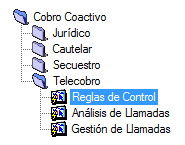 Cobro Coactivo
Jurídico
Cautelar
Secuestro
Telecobro
Reglas de Control
Análisis de Llamadas
Gestión de Llamadas